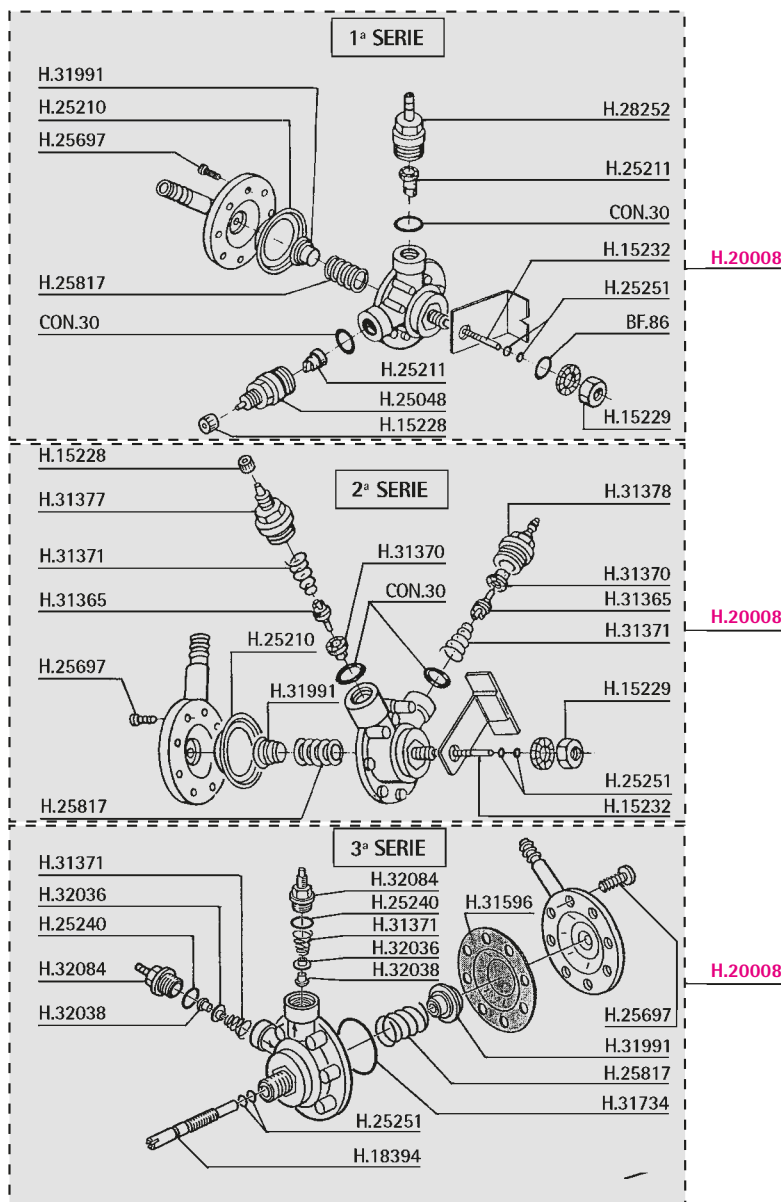 1ª SERIE
H.31991
H.25210
H.25697
H.28252
H.25211
CON.30
H.15232
H.25251
BF.86
H.20008
H.25817
CON.30
H.25211
H.25048
H.15228
H.15229
2ª SERIE
H.15228
H.31377
H.31371
H.31365
H.31370
CON.30
H.31378
H.31370
H.31365
H.31371
H.20008
H.25210
H.25697
H.31991
H.15229
H.25817
H.25251
H.15232
3ª SERIE
H.31371
H.32036
H.25240
H.32084
H.32038
H.32084
H.25240
H.31371
H.32036
H.32038
H.31596
H.20008
H.25697
H.31991
H.25817
H.31734
H.25251
H.18394